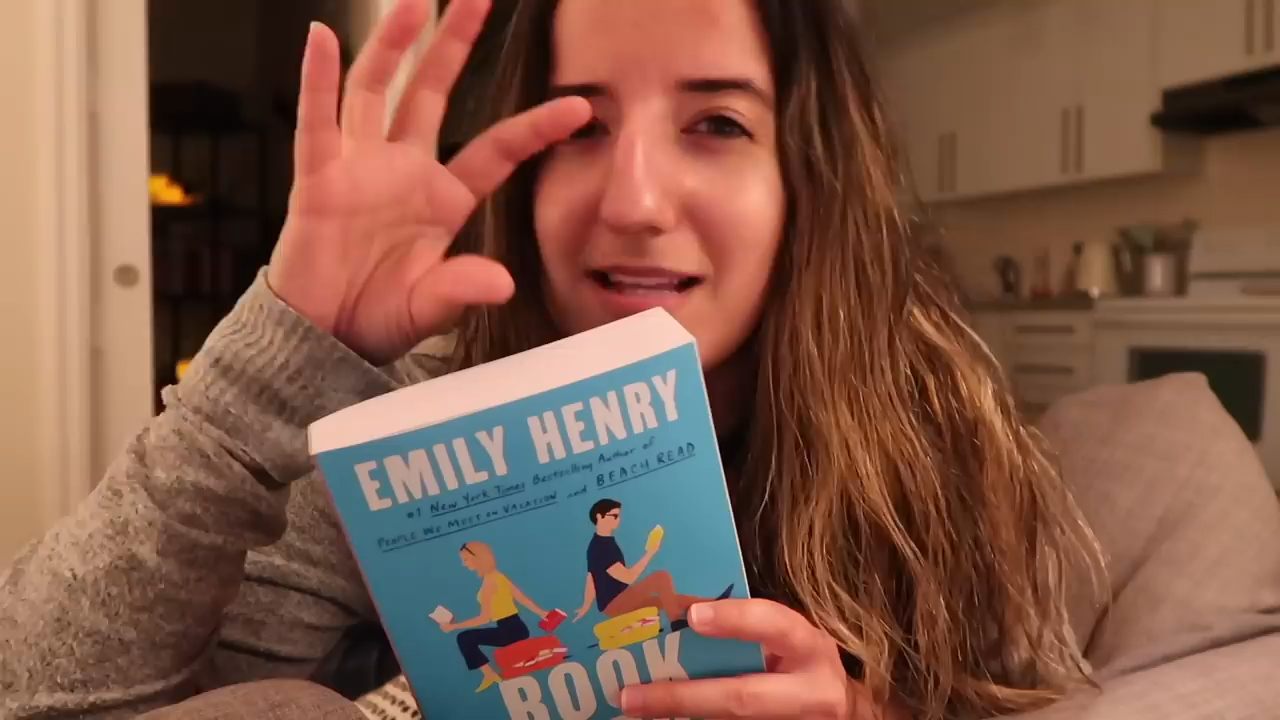 EMILY HENRY
#1 New York Times Bestselling Author of
PEOPLE WE MEET ON VACATION and BEACH READ
BOOK